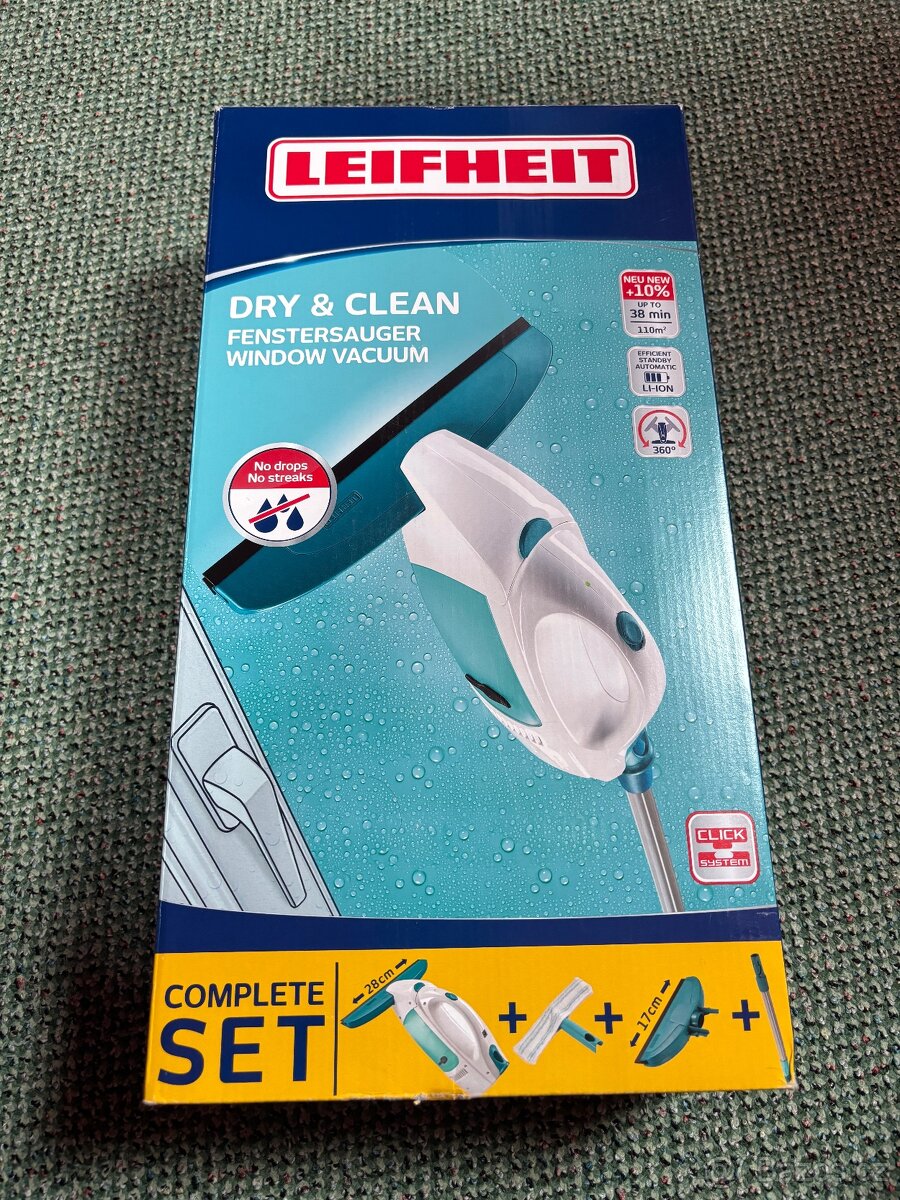 LEIFHEIT
DRY & CLEAN
FENSTERSAUGER
WINDOW VACUUM
NEU NEW
+10%
UP TO
38 min
110m²
EFFICIENT
STANDBY
AUTOMATIC
LI-ION
360°
No drops
No streaks
CLICK
SYSTEM
COMPLETE
SET
28cm
+
+
17cm
+